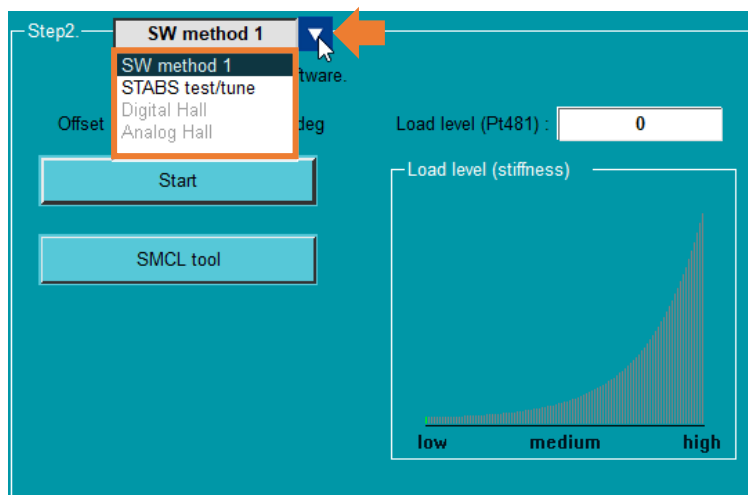 Step2.
SW method 1
SW method 1
STABS test/tune
Digital Hall
Analog Hall
tware.
Offset
deg
Load level (Pt481) :
0
Start
SMCL tool
Load level (stiffness)
low
medium
high